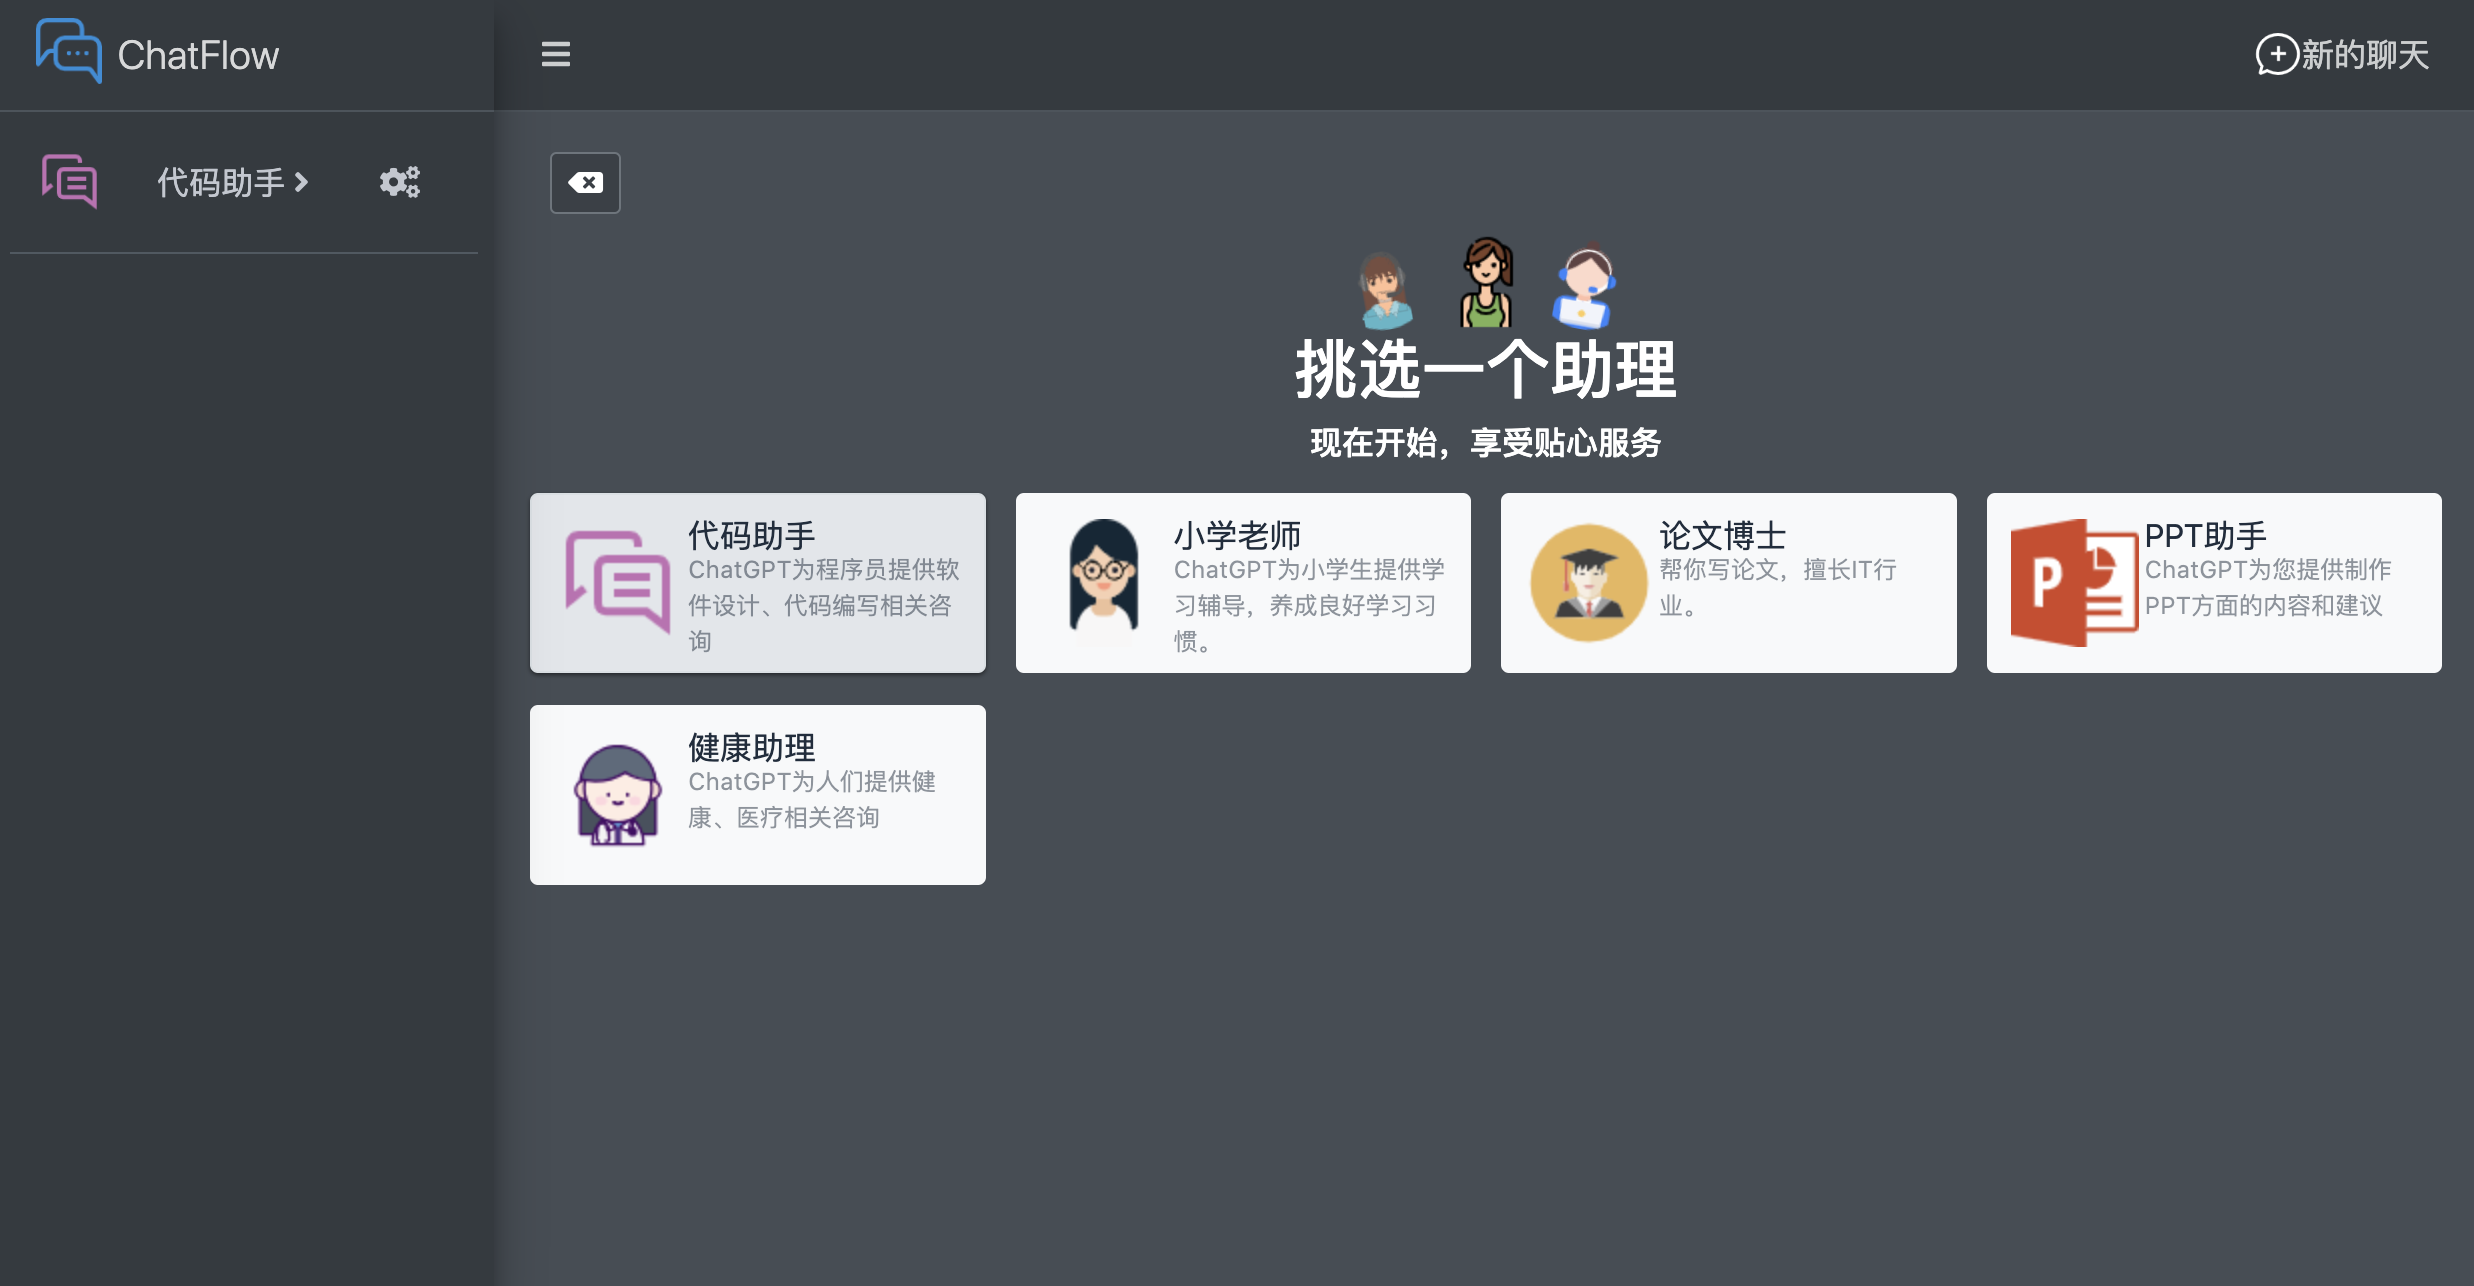 ChatFlow
新的聊天
代码助手
挑选一个助理
现在开始，享受贴心服务
代码助手
ChatGPT为程序员提供软
件设计、代码编写相关咨
询
小学老师
ChatGPT为小学生提供学
习辅导，养成良好学习习
惯。
论文博士
帮你写论文，擅长IT行
业。
P
PPT助手
ChatGPT为您提供制作
PPT方面的内容和建议
健康助理
ChatGPT为人们提供健
康、医疗相关咨询